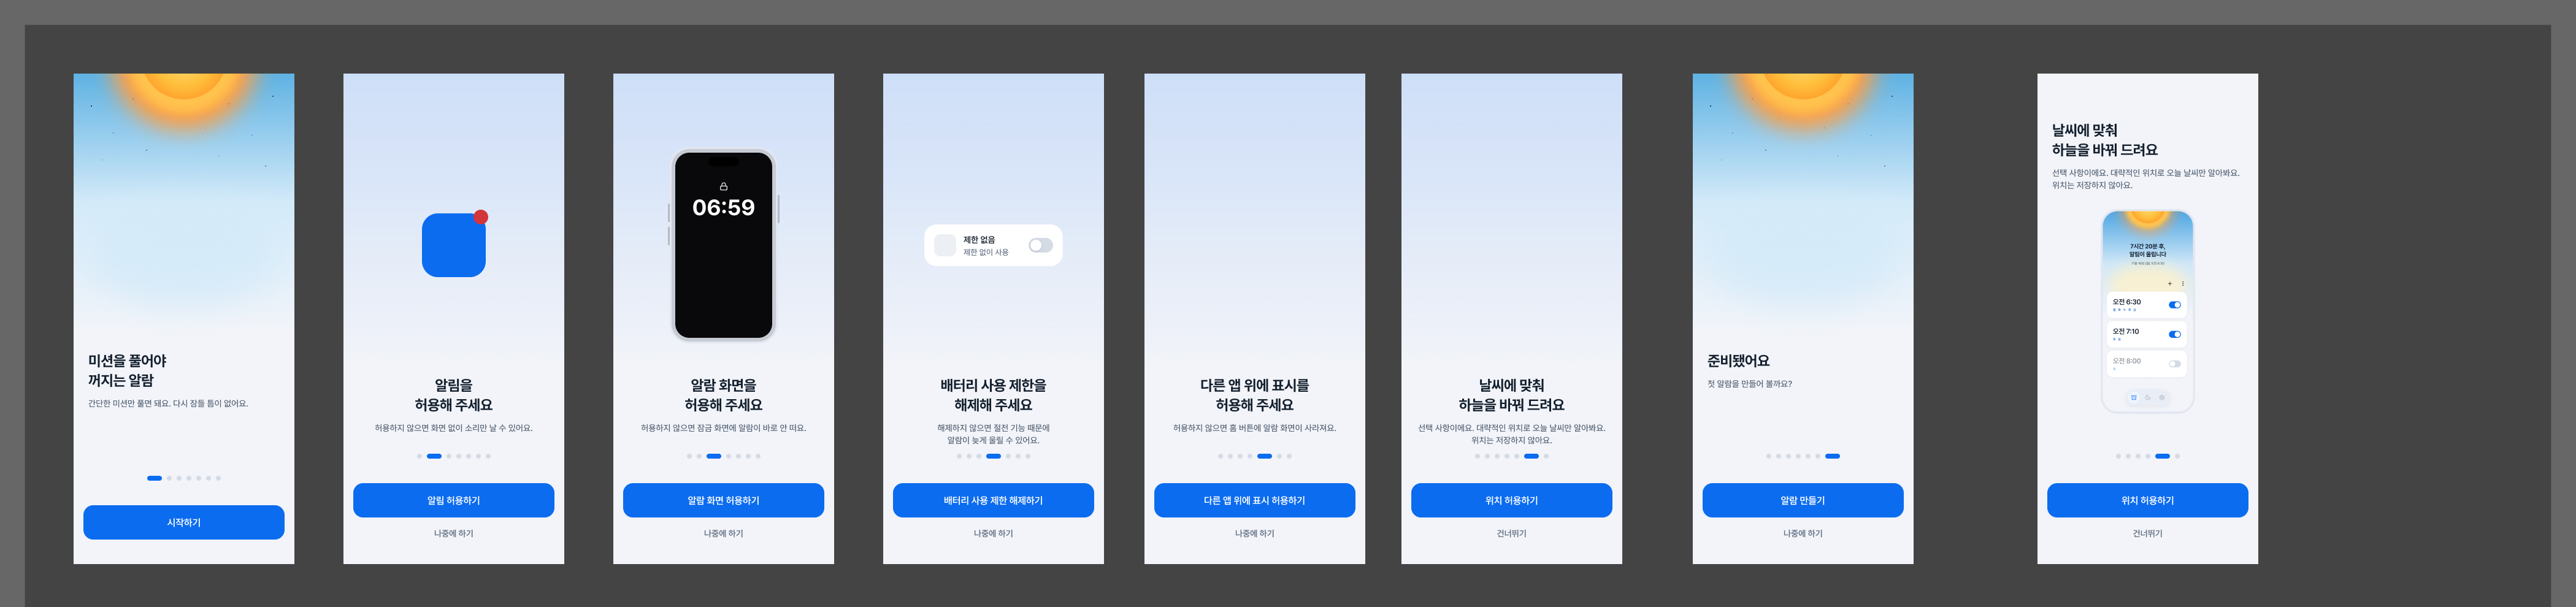 미션을 풀어야
꺼지는 알람
간단한 미션만 풀면 돼요. 다시 잠들 틈이 없어요.
시작하기
알림을
허용해 주세요
허용하지 않으면 화면 없이 소리만 날 수 있어요.
알림 허용하기
나중에 하기
06:59
알람 화면을
허용해 주세요
허용하지 않으면 잠금 화면에 알람이 바로 안 떠요.
알람 화면 허용하기
나중에 하기
제한 없음
제한 없이 사용
배터리 사용 제한을
해제해 주세요
해제하지 않으면 절전 기능 때문에
알람이 늦게 울릴 수 있어요.
배터리 사용 제한 해제하기
나중에 하기
다른 앱 위에 표시를
허용해 주세요
허용하지 않으면 홈 버튼에 알람 화면이 사라져요.
다른 앱 위에 표시 허용하기
나중에 하기
날씨에 맞춰
하늘을 바꿔 드려요
선택 사항이에요. 대략적인 위치로 오늘 날씨만 알아봐요.
위치는 저장하지 않아요.
위치 허용하기
건너뛰기
준비됐어요
첫 알람을 만들어 볼까요?
알람 만들기
나중에 하기
날씨에 맞춰
하늘을 바꿔 드려요
선택 사항이에요. 대략적인 위치로 오늘 날씨만 알아봐요.
위치는 저장하지 않아요.
7시간 20분 후,
알림이 울립니다
오전 6:30
오전 7:10
오전 8:00
위치 허용하기
건너뛰기